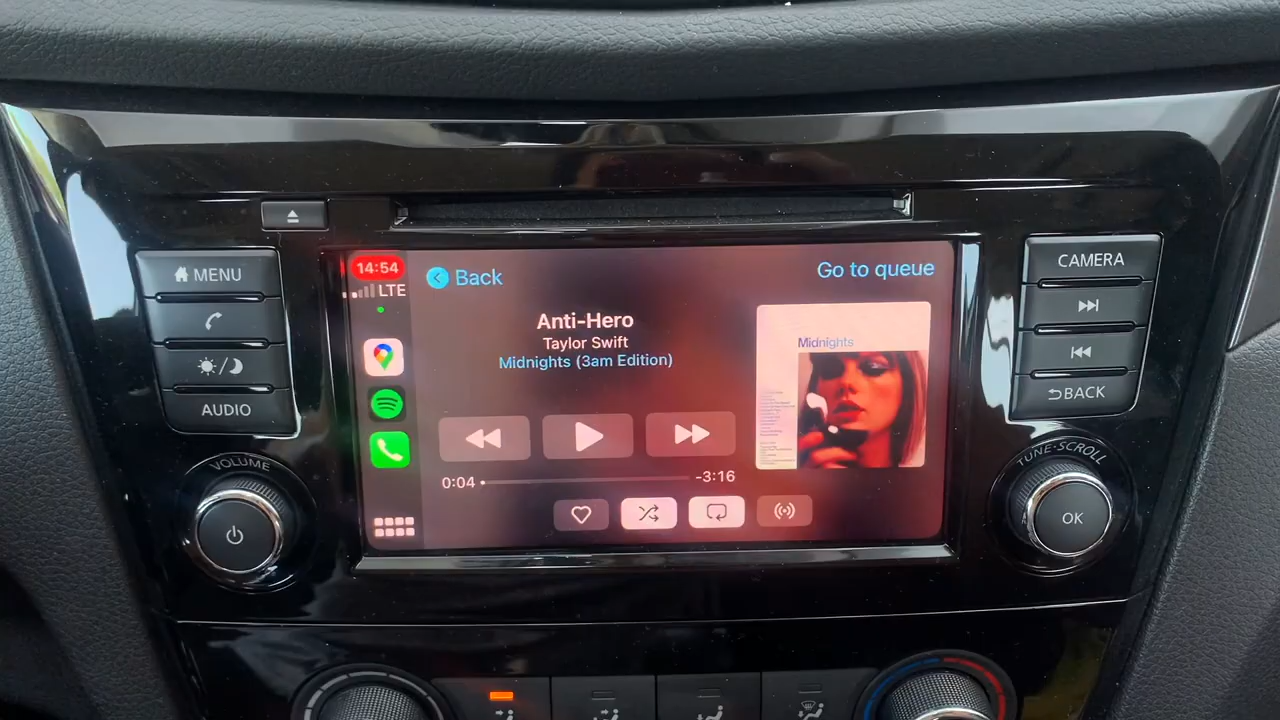 MENU
AUDIO
VOLUME
14:54
LTE
Back
Go to queue
Anti-Hero
Taylor Swift
Midnights (3am Edition)
Midnights
0:04
-3:16
CAMERA
BACK
TUNE·SCROLL
OK